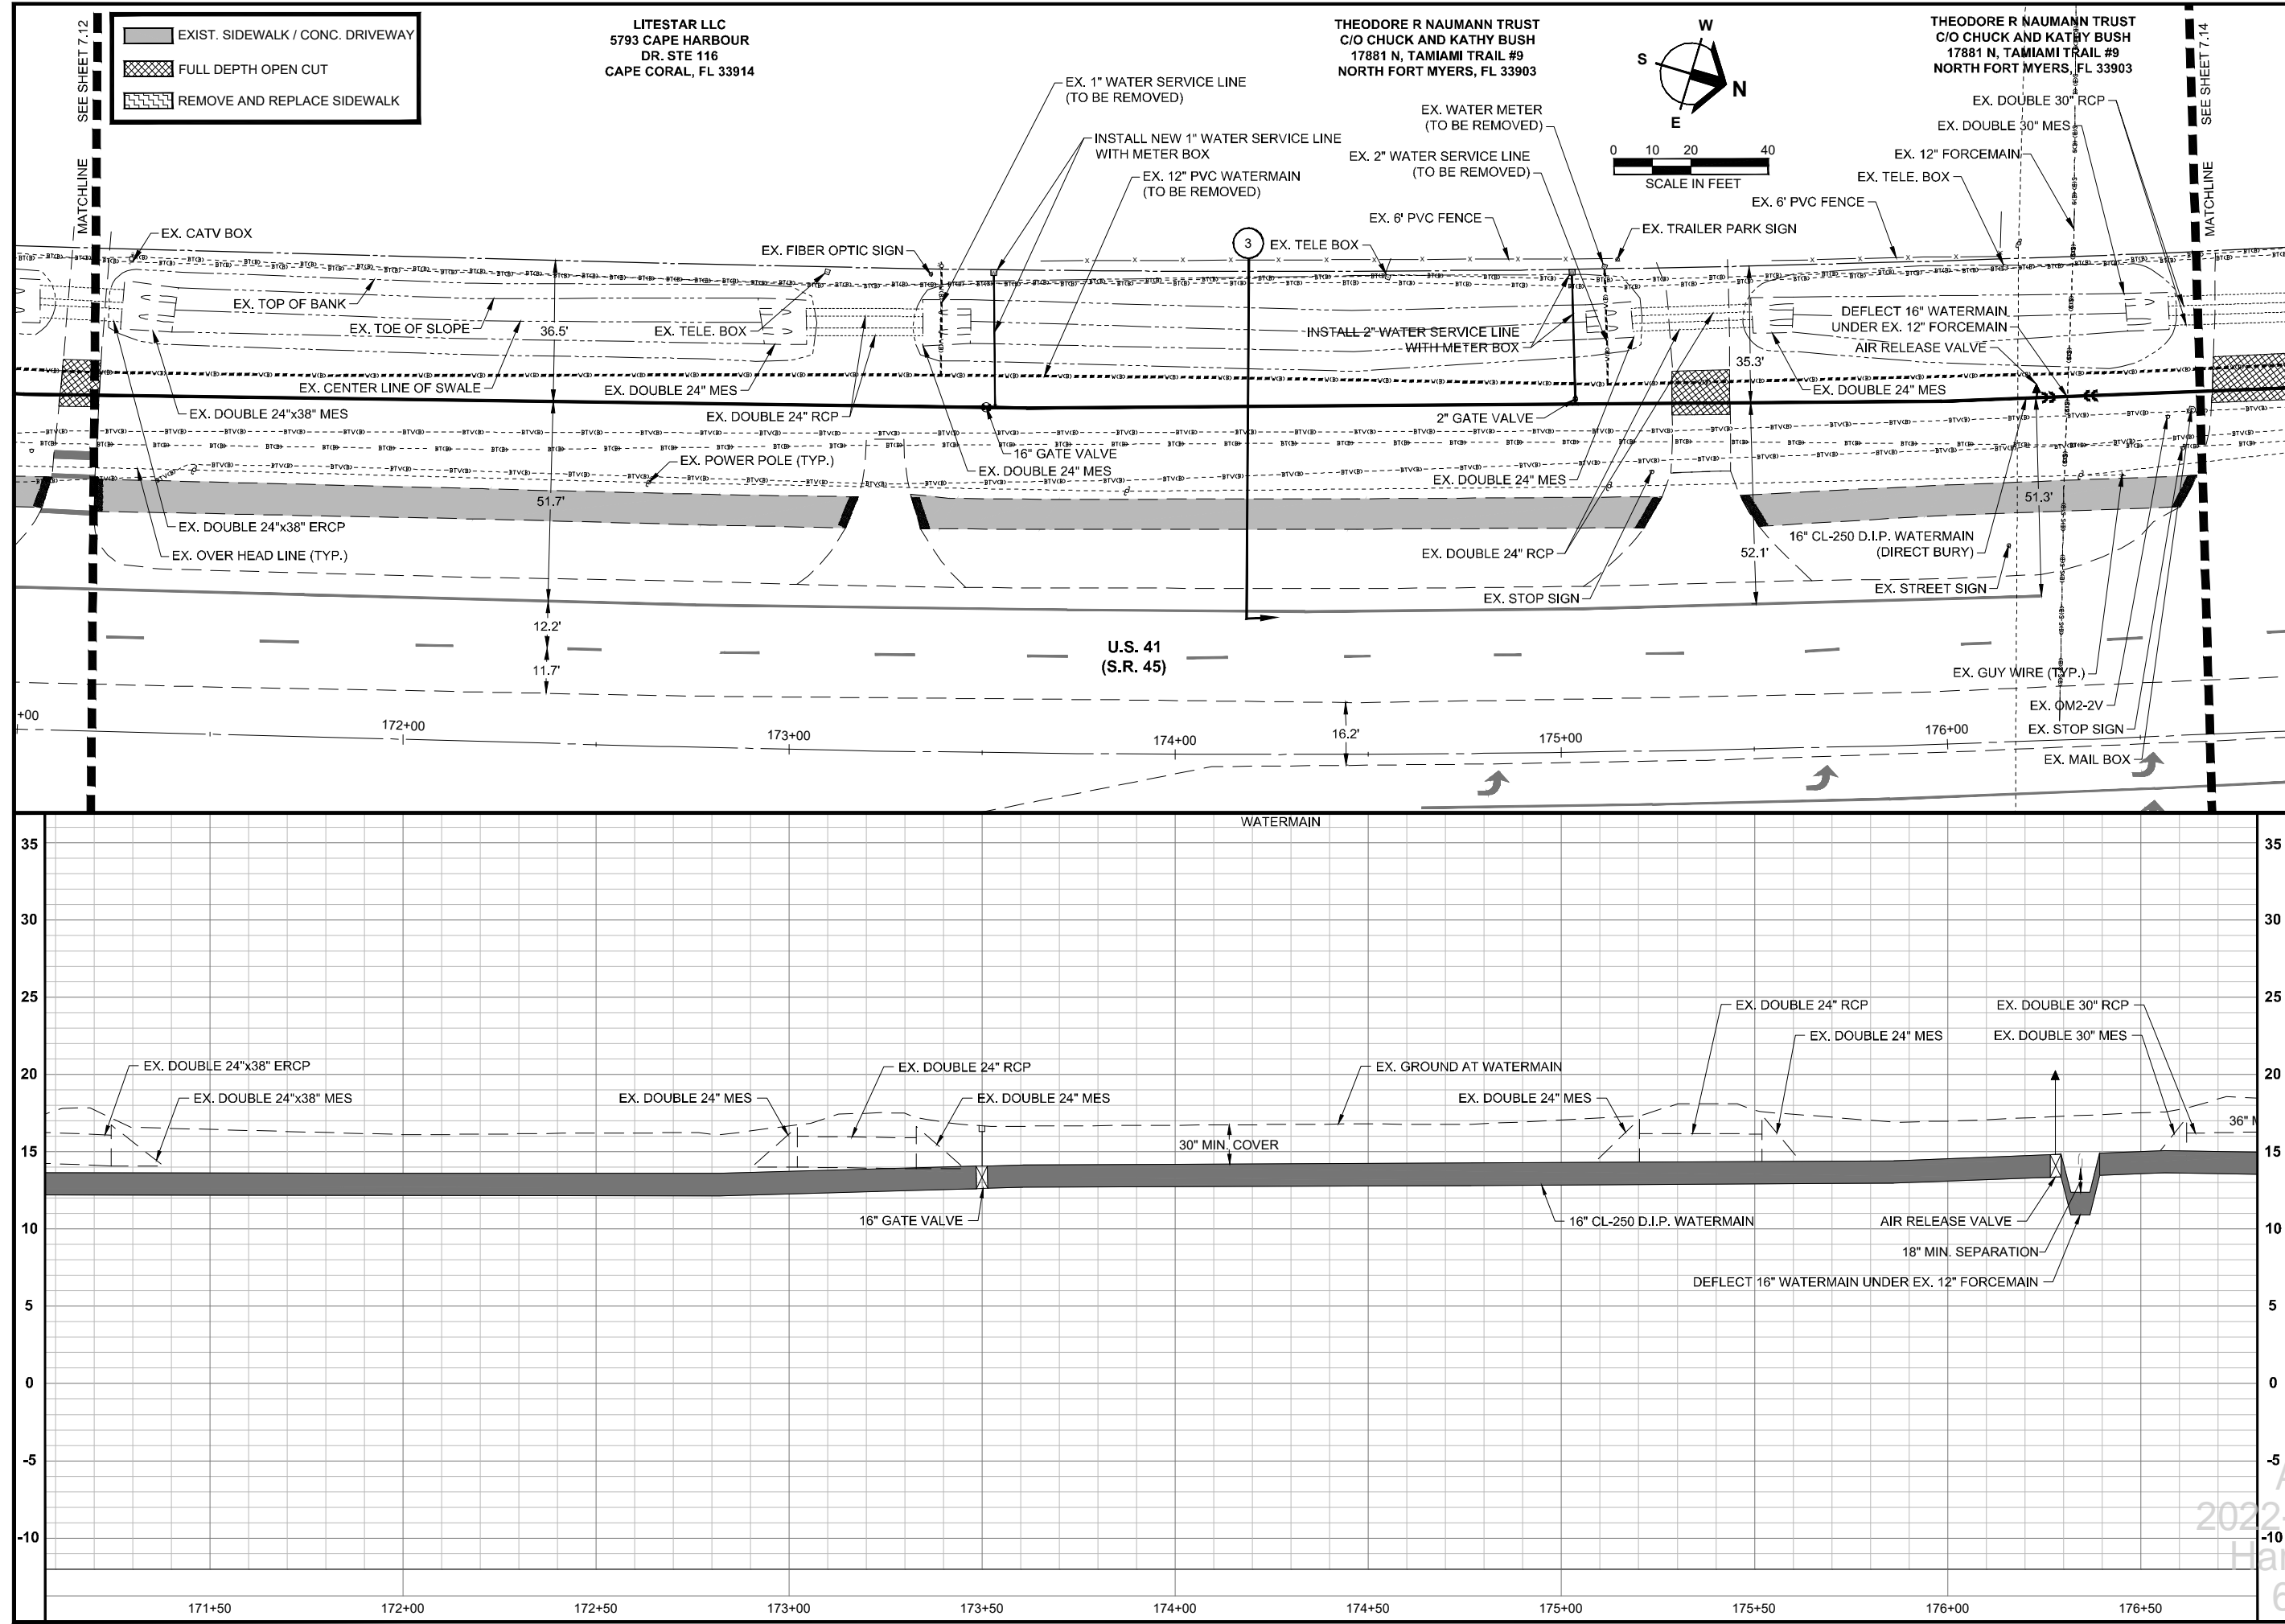 SEE SHEET 7.12
MATCHLINE
EXIST. SIDEWALK / CONC. DRIVEWAY
FULL DEPTH OPEN CUT
REMOVE AND REPLACE SIDEWALK
LITESTAR LLC
5793 CAPE HARBOUR
DR. STE 116
CAPE CORAL, FL 33914
THEODORE R NAUMANN TRUST
C/O CHUCK AND KATHY BUSH
17881 N, TAMIAMI TRAIL #9
NORTH FORT MYERS, FL 33903
W
S
N
E
0 10 20 40
SCALE IN FEET
THEODORE R NAUMANN TRUST
C/O CHUCK AND KATHY BUSH
17881 N, TAMIAMI TRAIL #9
NORTH FORT MYERS, FL 33903
SEE SHEET 7.14
MATCHLINE
EX. 1" WATER SERVICE LINE
(TO BE REMOVED)
INSTALL NEW 1" WATER SERVICE LINE
WITH METER BOX
EX. 12" PVC WATERMAIN
(TO BE REMOVED)
EX. WATER METER
(TO BE REMOVED)
EX. 2" WATER SERVICE LINE
(TO BE REMOVED)
EX. 6' PVC FENCE
EX. TRAILER PARK SIGN
EX. DOUBLE 30" RCP
EX. DOUBLE 30" MES
EX. 12" FORCEMAIN
EX. TELE. BOX
EX. 6' PVC FENCE
EX. CATV BOX
EX. FIBER OPTIC SIGN
3
EX. TELE BOX
EX. TOP OF BANK
EX. TOE OF SLOPE
36.5'
EX. TELE. BOX
INSTALL 2" WATER SERVICE LINE
WITH METER BOX
DEFLECT 16" WATERMAIN
UNDER EX. 12" FORCEMAIN
AIR RELEASE VALVE
35.3'
EX. CENTER LINE OF SWALE
EX. DOUBLE 24" MES
EX. DOUBLE 24" MES
EX. DOUBLE 24"x38" MES
EX. DOUBLE 24" RCP
2" GATE VALVE
16" GATE VALVE
EX. POWER POLE (TYP.)
EX. DOUBLE 24" MES
EX. DOUBLE 24" MES
51.7'
51.3'
EX. DOUBLE 24"x38" ERCP
EX. OVER HEAD LINE (TYP.)
16" CL-250 D.I.P. WATERMAIN
(DIRECT BURY)
EX. DOUBLE 24" RCP
52.1'
EX. STREET SIGN
EX. STOP SIGN
12.2'
11.7'
U.S. 41
(S.R. 45)
EX. GUY WIRE (TYP.)
EX. OM2-2V
EX. STOP SIGN
EX. MAIL BOX
+00
172+00
173+00
174+00
16.2'
175+00
176+00
WATERMAIN
35 35
30 30
25 25
EX. DOUBLE 24" RCP
EX. DOUBLE 30" RCP
EX. DOUBLE 24" MES
EX. DOUBLE 30" MES
EX. DOUBLE 24"x38" ERCP
EX. DOUBLE 24" RCP
EX. GROUND AT WATERMAIN
20 20
EX. DOUBLE 24"x38" MES
EX. DOUBLE 24" MES
EX. DOUBLE 24" MES
EX. DOUBLE 24" MES
36"
15 15
30" MIN. COVER
16" GATE VALVE
16" CL-250 D.I.P. WATERMAIN
AIR RELEASE VALVE
10 10
18" MIN. SEPARATION
DEFLECT 16" WATERMAIN UNDER EX. 12" FORCEMAIN
5 5
0 0
-5 -5
2022
-10 -10
171+50 172+00 172+50 173+00 173+50 174+00 174+50 175+00 175+50 176+00 176+50